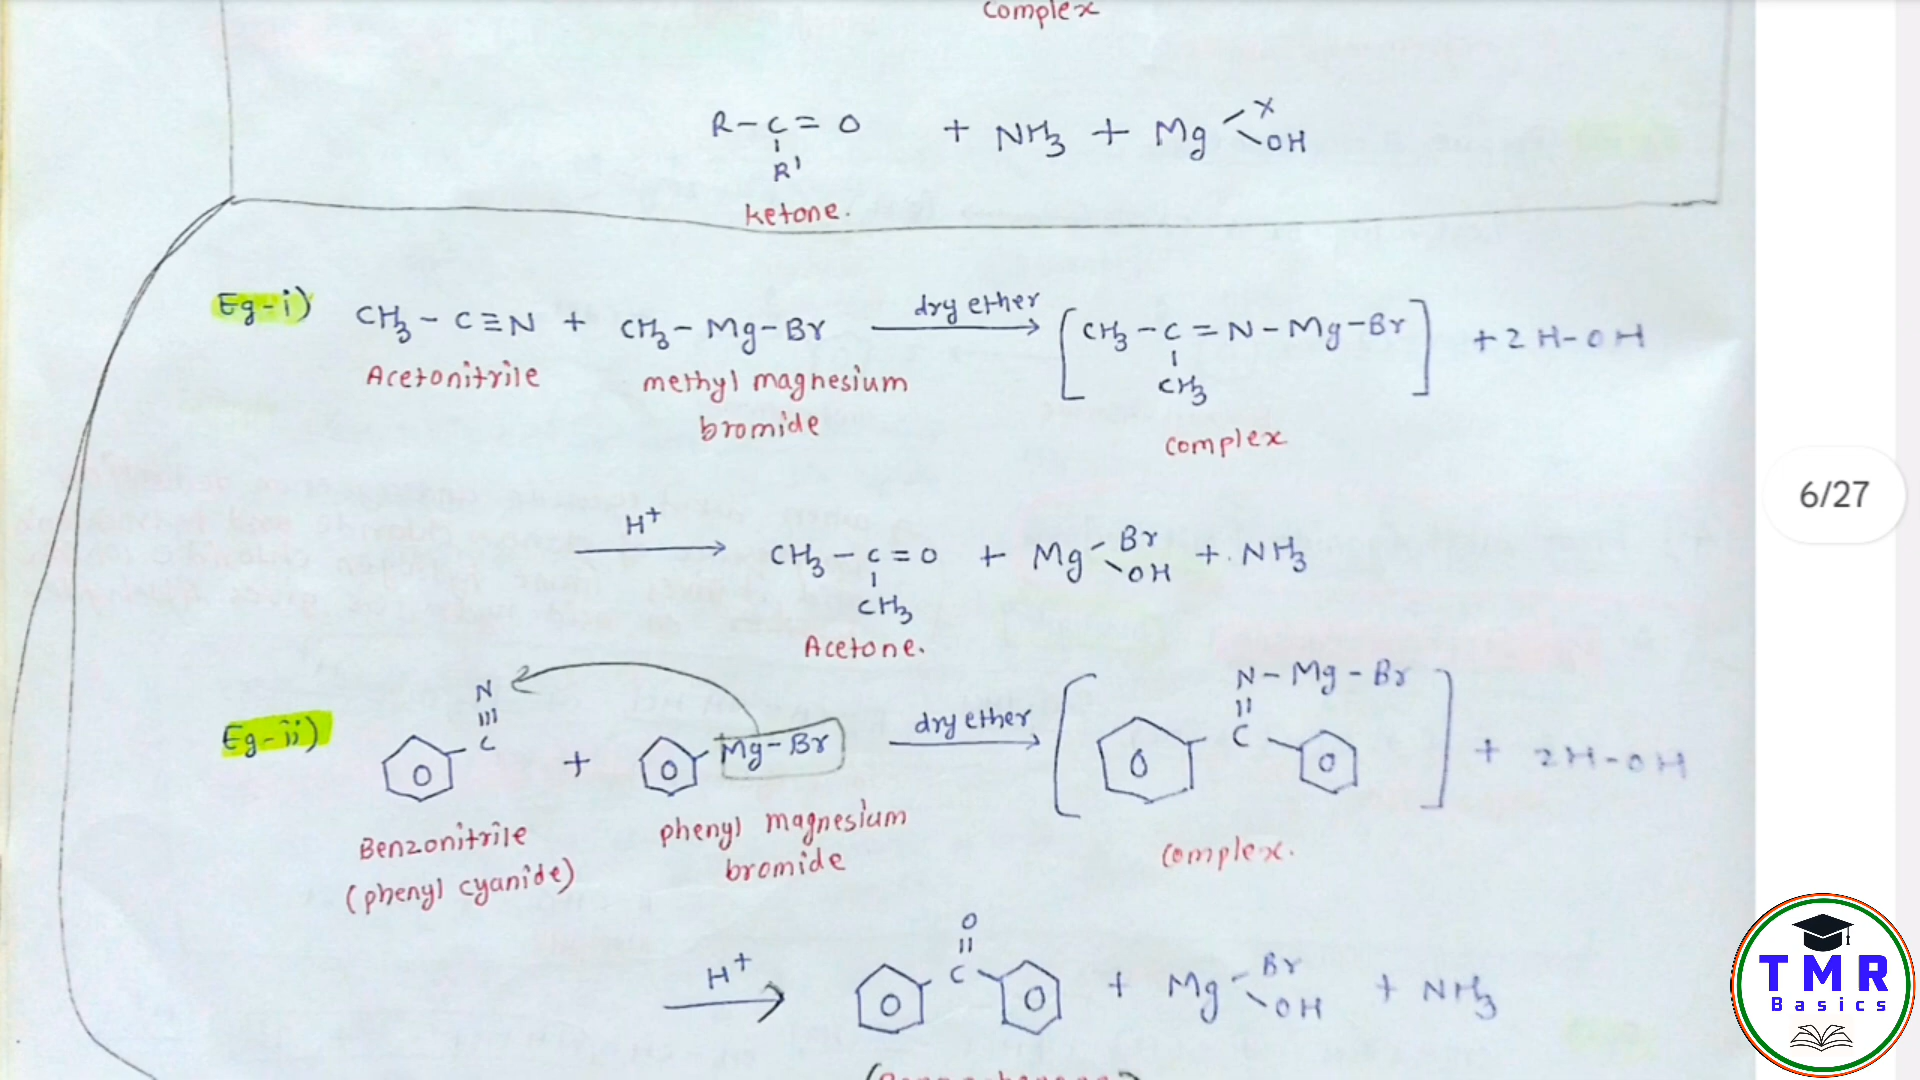 complex
R - C = O + NH3 + Mg X
OH
R'
ketone.
Eg-i) CH3 - C ≡ N + CH3 - Mg - Br dry ether [CH3 - C = N - Mg - Br] + 2 H - OH
CH3
Acetonitrile methyl magnesium
bromide
complex
H+ CH3 - C = O + Mg Br
OH + NH3
CH3
Acetone.
Eg-ii) N
≡
C + Mg - Br dry ether N - Mg - Br
=
C + 2 H - OH
Benzonitrile phenyl magnesium
(phenyl cyanide) bromide
complex.
H+ O
=
C + Mg Br
OH + NH3
6/27
TMR
Basics